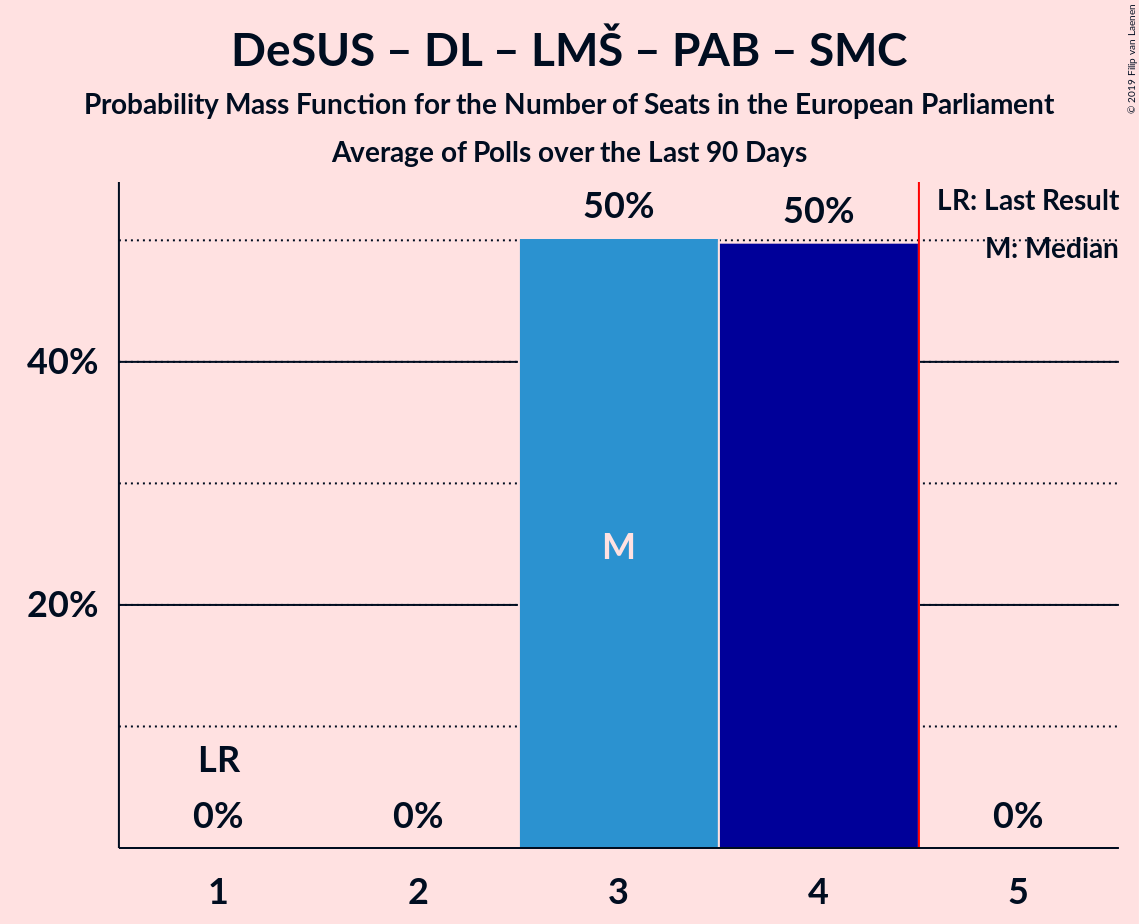 DeSUS – DL – LMŠ – PAB – SMC
Probability Mass Function for the Number of Seats in the European Parliament
Average of Polls over the Last 90 Days
© 2019 Filip van Laenen
50%
50%
LR: Last Result
M: Median
40%
M
20%
LR
0%
0%
0%
1
2
3
4
5